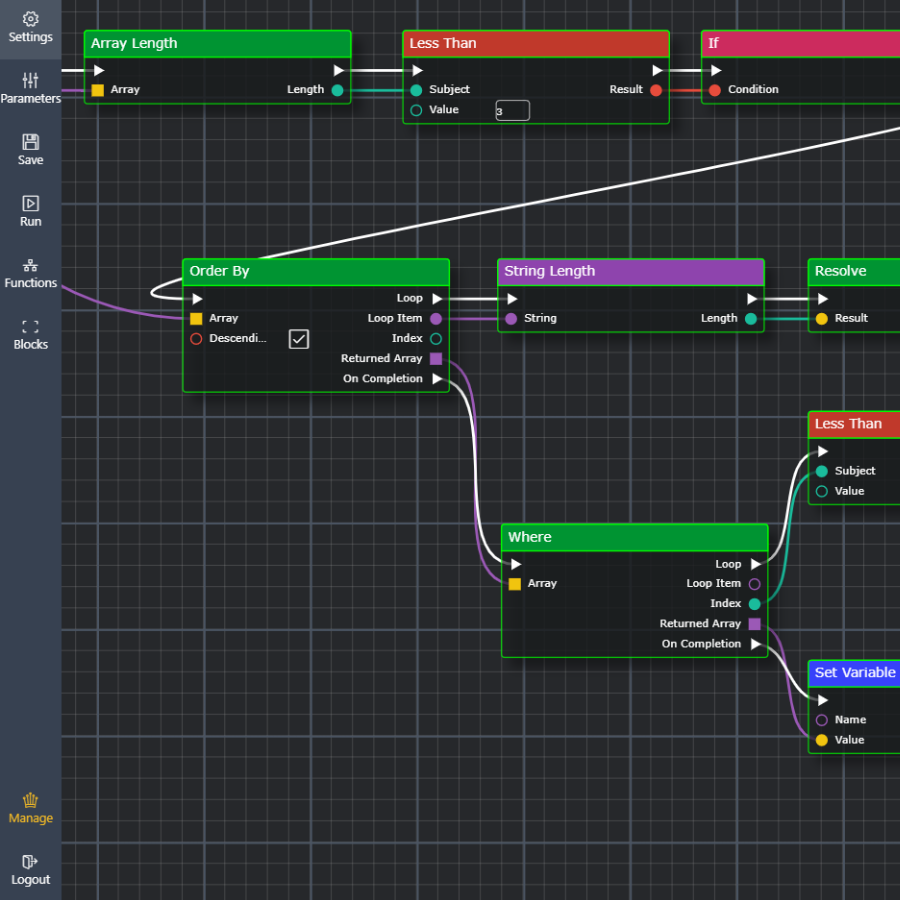 Settings
Parameters
Save
Run
Functions
Blocks
Manage
Logout
Array Length
Array
Length
Less Than
Subject
Result
Value
3
If
Condition
Order By
Loop
Array
Loop Item
Descendi...
Index
Returned Array
On Completion
String Length
String
Length
Resolve
Result
Less Than
Subject
Value
Where
Loop
Array
Loop Item
Index
Returned Array
On Completion
Set Variable
Name
Value